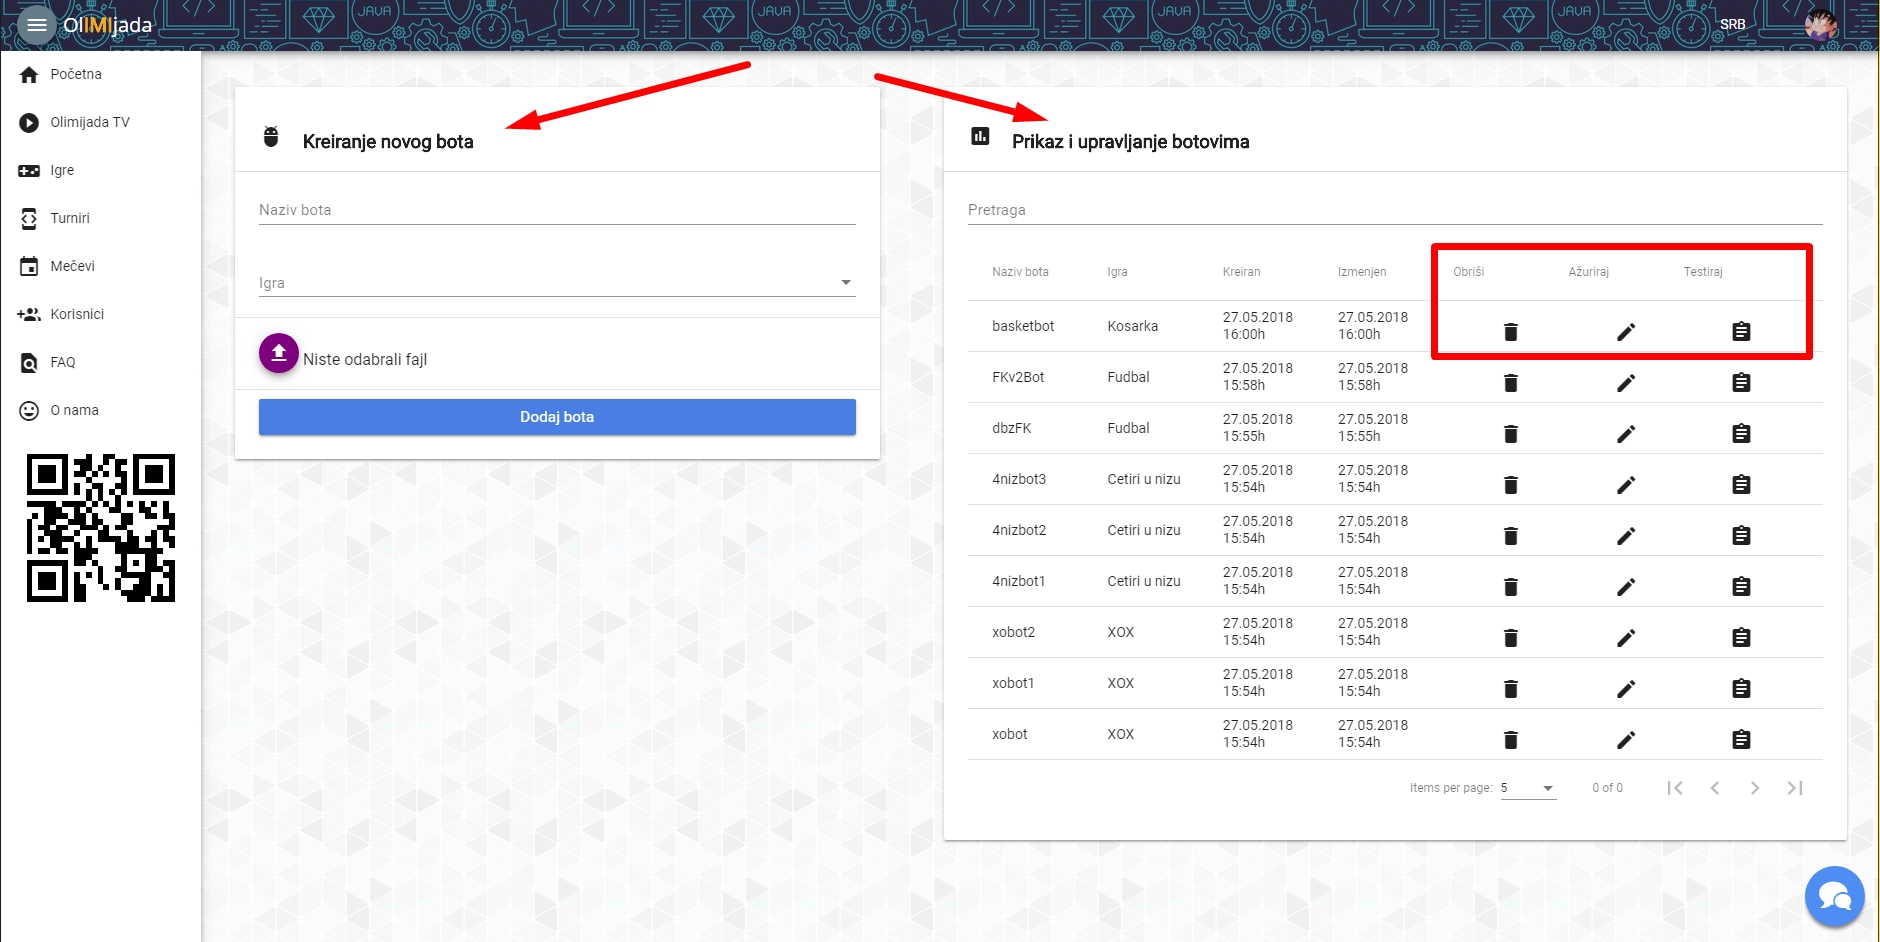 OliMIjada
JAVA
JAVA
JAVA
JAVA
JAVA
JAVA
JAVA
SRB
Početna
Olimijada TV
Igre
Turniri
Mečevi
Korisnici
FAQ
O nama
Kreiranje novog bota
Naziv bota
Igra
Niste odabrali fajl
Dodaj bota
Prikaz i upravljanje botovima
Pretraga
Naziv bota Igra Kreiran Izmenjen Obriši Ažuriraj Testiraj
basketbot Kosarka 27.05.2018 16:00h 27.05.2018 16:00h
FKv2Bot Fudbal 27.05.2018 15:58h 27.05.2018 15:58h
dbzFK Fudbal 27.05.2018 15:55h 27.05.2018 15:55h
4nizbot3 Cetiri u nizu 27.05.2018 15:54h 27.05.2018 15:54h
4nizbot2 Cetiri u nizu 27.05.2018 15:54h 27.05.2018 15:54h
4nizbot1 Cetiri u nizu 27.05.2018 15:54h 27.05.2018 15:54h
xobot2 XOX 27.05.2018 15:54h 27.05.2018 15:54h
xobot1 XOX 27.05.2018 15:54h 27.05.2018 15:54h
xobot XOX 27.05.2018 15:54h 27.05.2018 15:54h
Items per page: 5 0 of 0